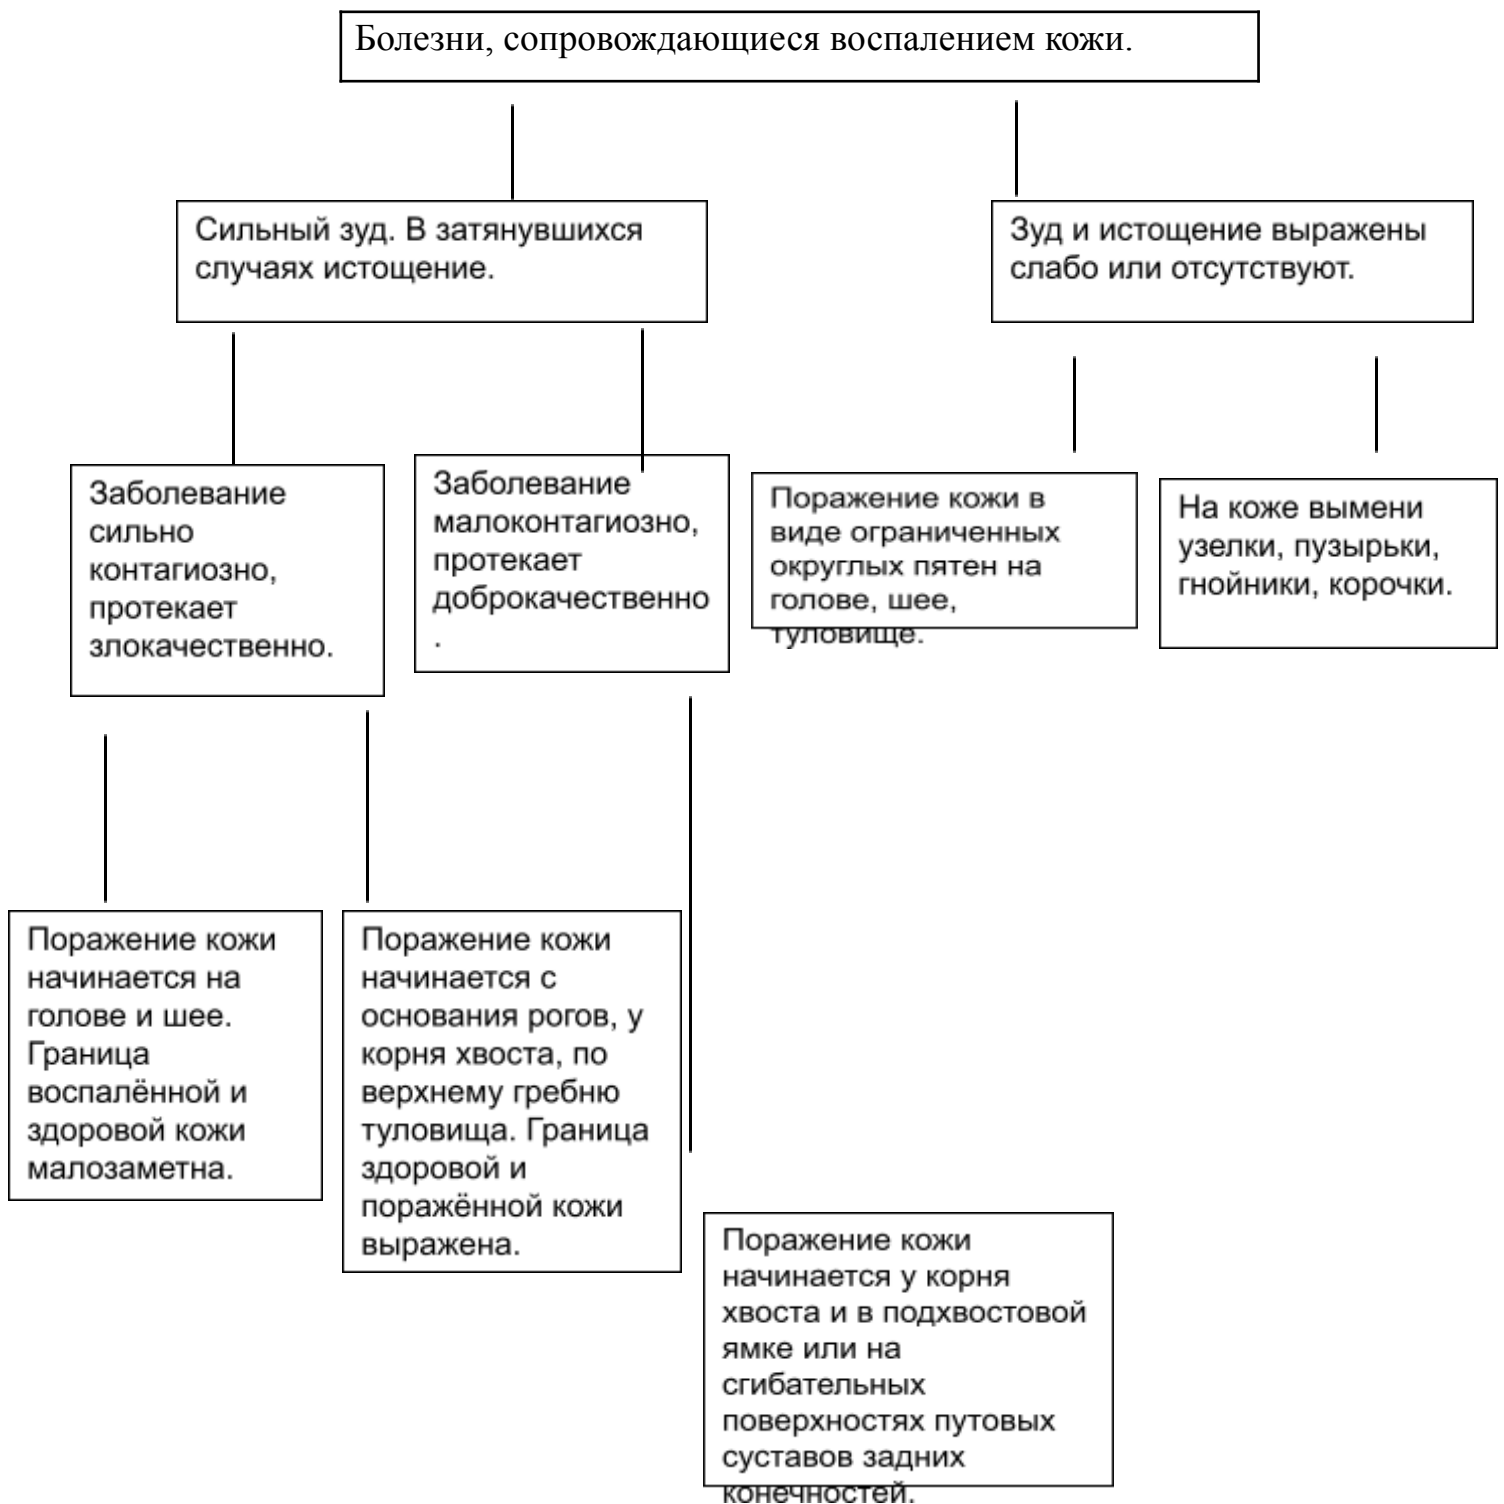 Болезни, сопровождающиеся воспалением кожи.
Сильный зуд. В затянувшихся
случаях истощение.
Зуд и истощение выражены
слабо или отсутствуют.
Заболевание
сильно
контагиозно,
протекает
злокачественно.
Заболевание
малоконтагиозно,
протекает
доброкачественно
.
Поражение кожи в
виде ограниченных
округлых пятен на
голове, шее,
туловище.
На коже вымени
узелки, пузырьки,
гнойники, корочки.
Поражение кожи
начинается на
голове и шее.
Граница
воспалённой и
здоровой кожи
малозаметна.
Поражение кожи
начинается с
основания рогов, у
корня хвоста, по
верхнему гребню
туловища. Граница
здоровой и
поражённой кожи
выражена.
Поражение кожи
начинается у корня
хвоста и в подхвостовой
ямке или на
сгибательных
поверхностях путовых
суставов задних
конечностей.